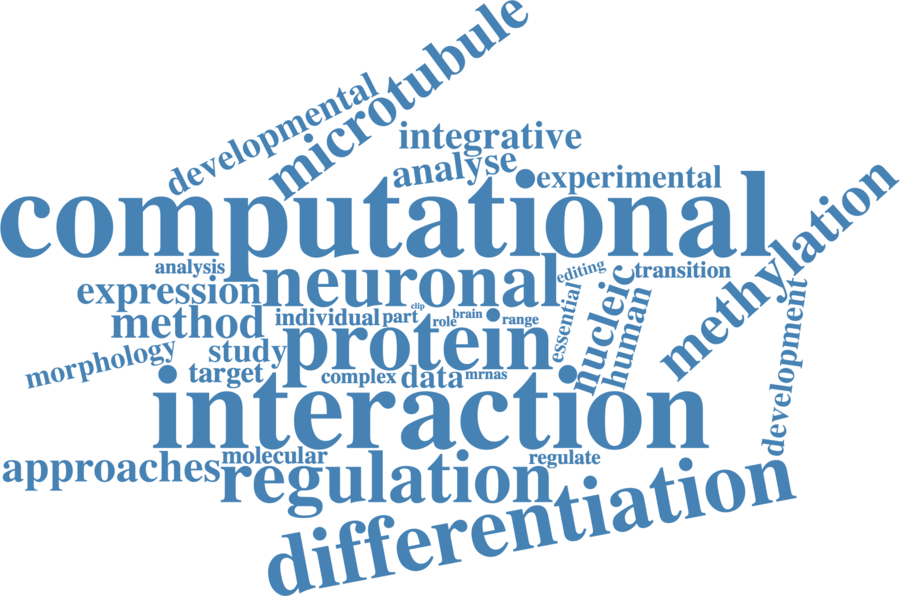 microtubule
developmental
integrative
analyse
experimental
computational
methylation
analysis
neuronal
editing
transition
expression
nucleic
essential
human
development
method
individual
part
clip
role
brain
range
protein
morphology
study
target
complex
data
mrnas
interaction
approaches
molecular
regulation
regulate
differentiation